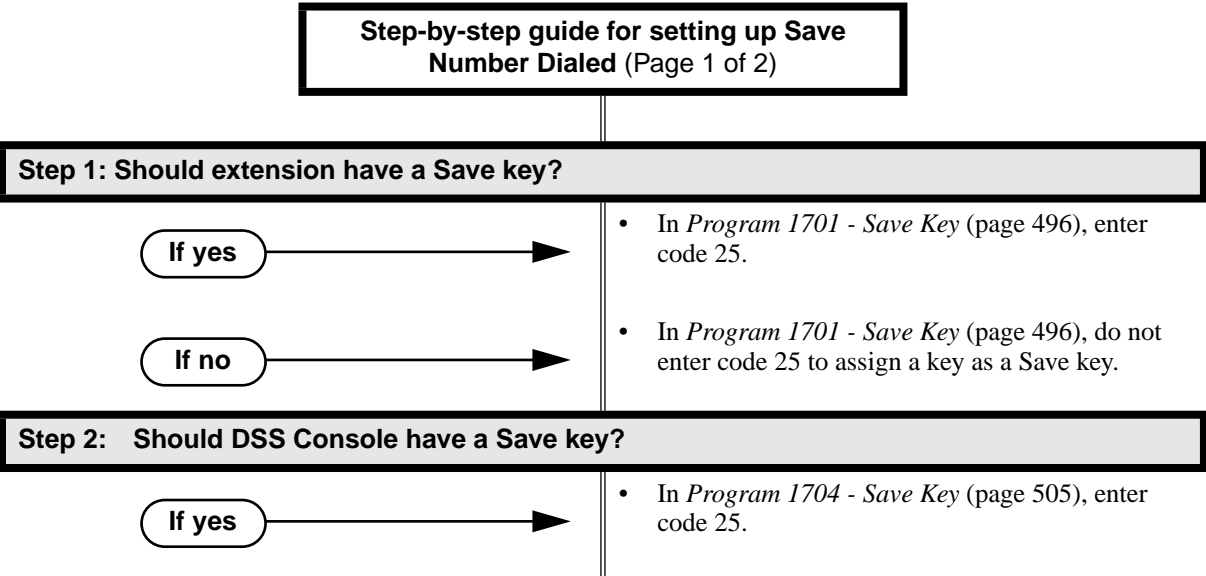 Step-by-step guide for setting up Save
Number Dialed (Page 1 of 2)
Step 1: Should extension have a Save key?
If yes
• In Program 1701 - Save Key (page 496), enter
code 25.
If no
• In Program 1701 - Save Key (page 496), do not
enter code 25 to assign a key as a Save key.
Step 2: Should DSS Console have a Save key?
If yes
• In Program 1704 - Save Key (page 505), enter
code 25.